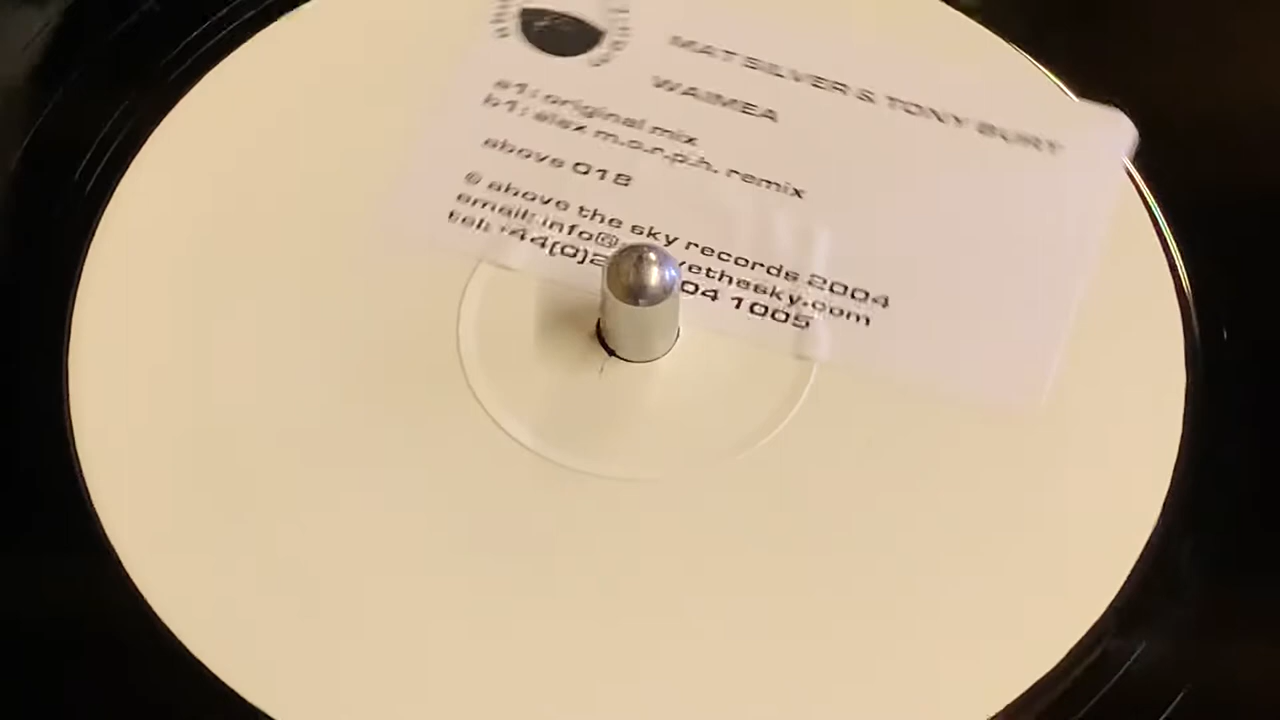 MAT SILVER & TONY BURT
WAIMEA
a1: original mix
b1: alex m.o.r.p.h. remix
above 018
© above the sky records 2004
email: info@ vethesky.com
tel: +44(0)2 04 1005